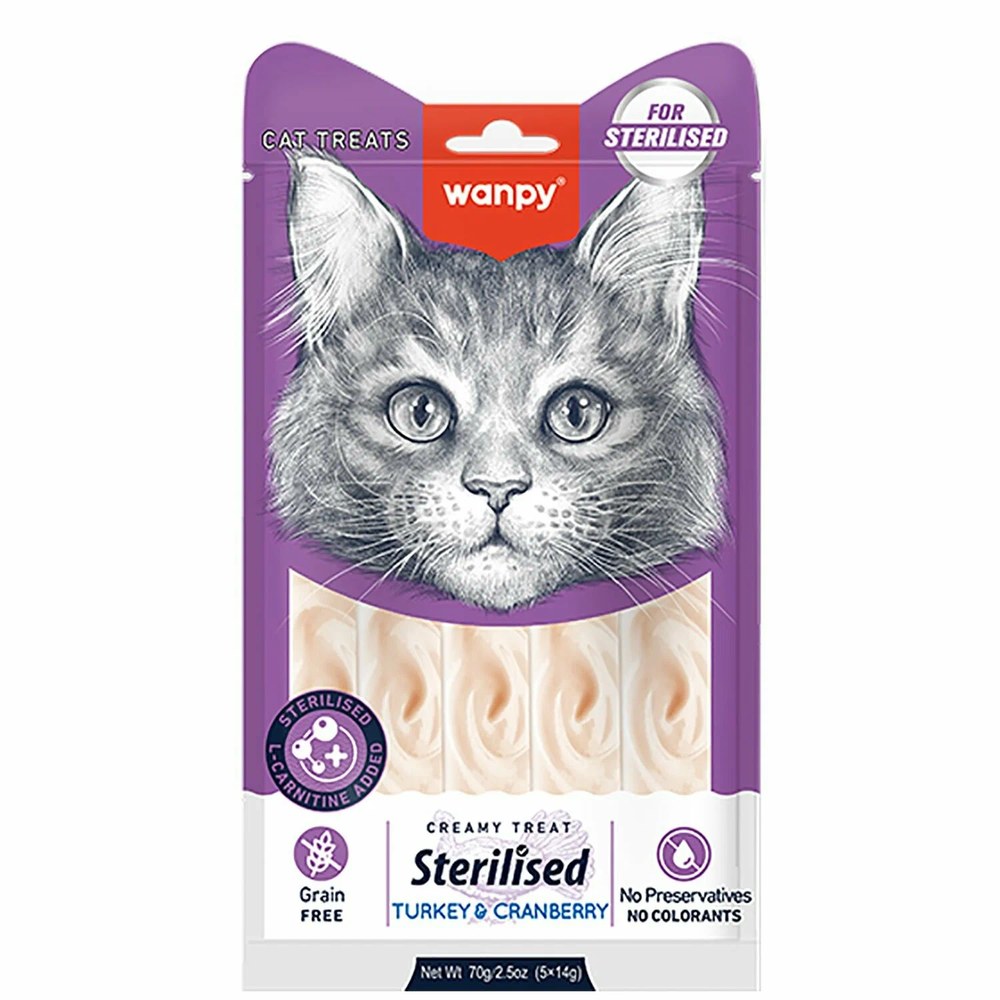 CAT TREATS
FOR
STERILISED
wanpy®
STERILISED
L-CARNITINE ADDED
Grain
FREE
CREAMY TREAT
Sterilised
TURKEY & CRANBERRY
No Preservatives
NO COLORANTS
Net Wt 70g/2.5oz (5×14g)